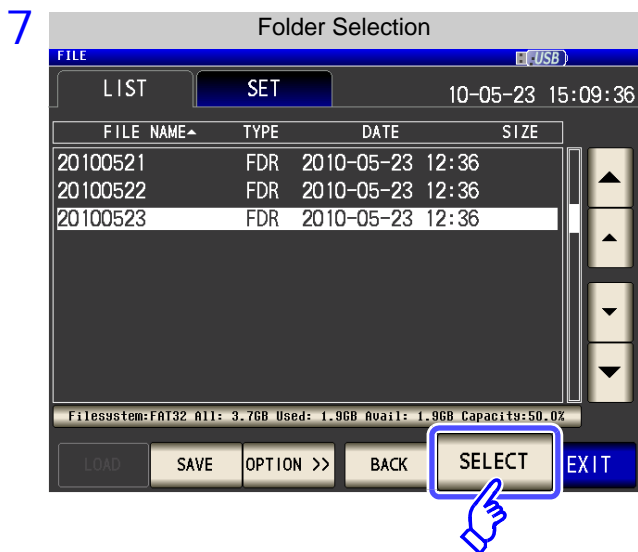 7
Folder Selection
FILE USB
LIST SET 10-05-23 15:09:36
FILE NAME TYPE DATE SIZE
20100521 FDR 2010-05-23 12:36
20100522 FDR 2010-05-23 12:36
20100523 FDR 2010-05-23 12:36
Filesystem:FAT32 All: 3.7GB Used: 1.9GB Avail: 1.9GB Capacity:50.0%
LOAD SAVE OPTION >> BACK SELECT EXIT